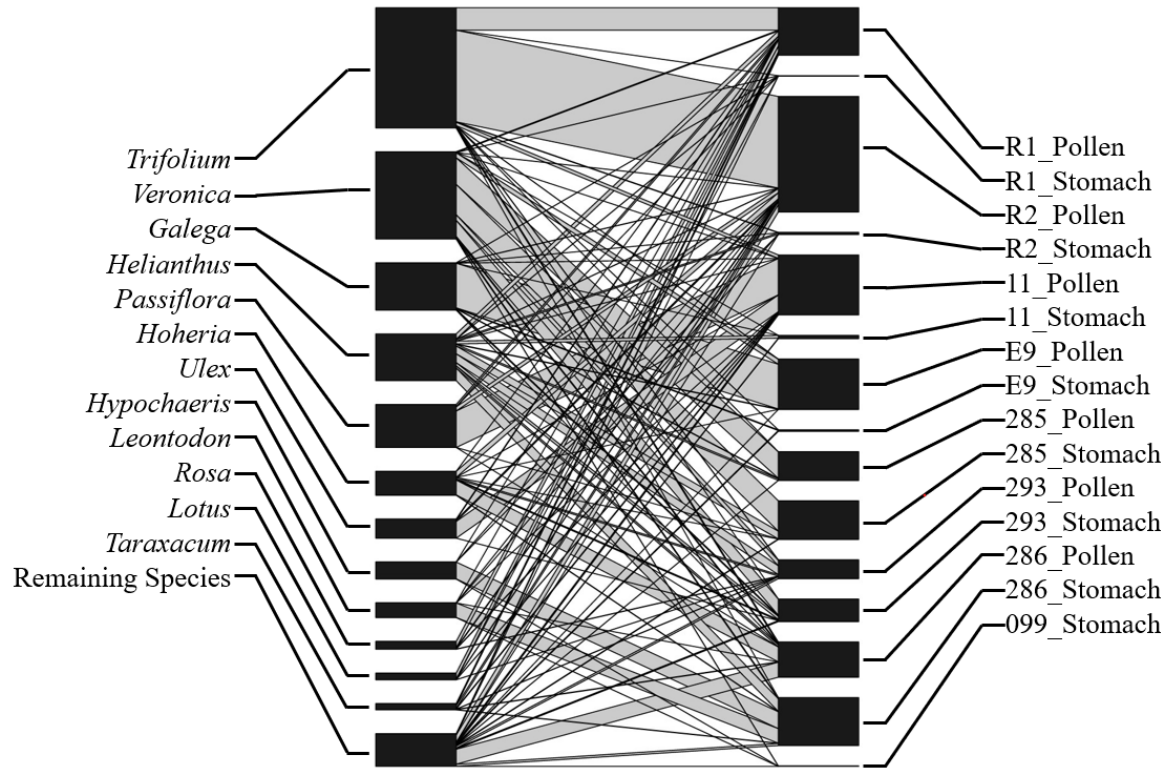 Trifolium
Veronica
Galega
Helianthus
Passiflora
Hoheria
Ulex
Hypochaeris
Leontodon
Rosa
Lotus
Taraxacum
Remaining Species
R1_Pollen
R1_Stomach
R2_Pollen
R2_Stomach
11_Pollen
11_Stomach
E9_Pollen
E9_Stomach
285_Pollen
285_Stomach
293_Pollen
293_Stomach
286_Pollen
286_Stomach
099_Stomach